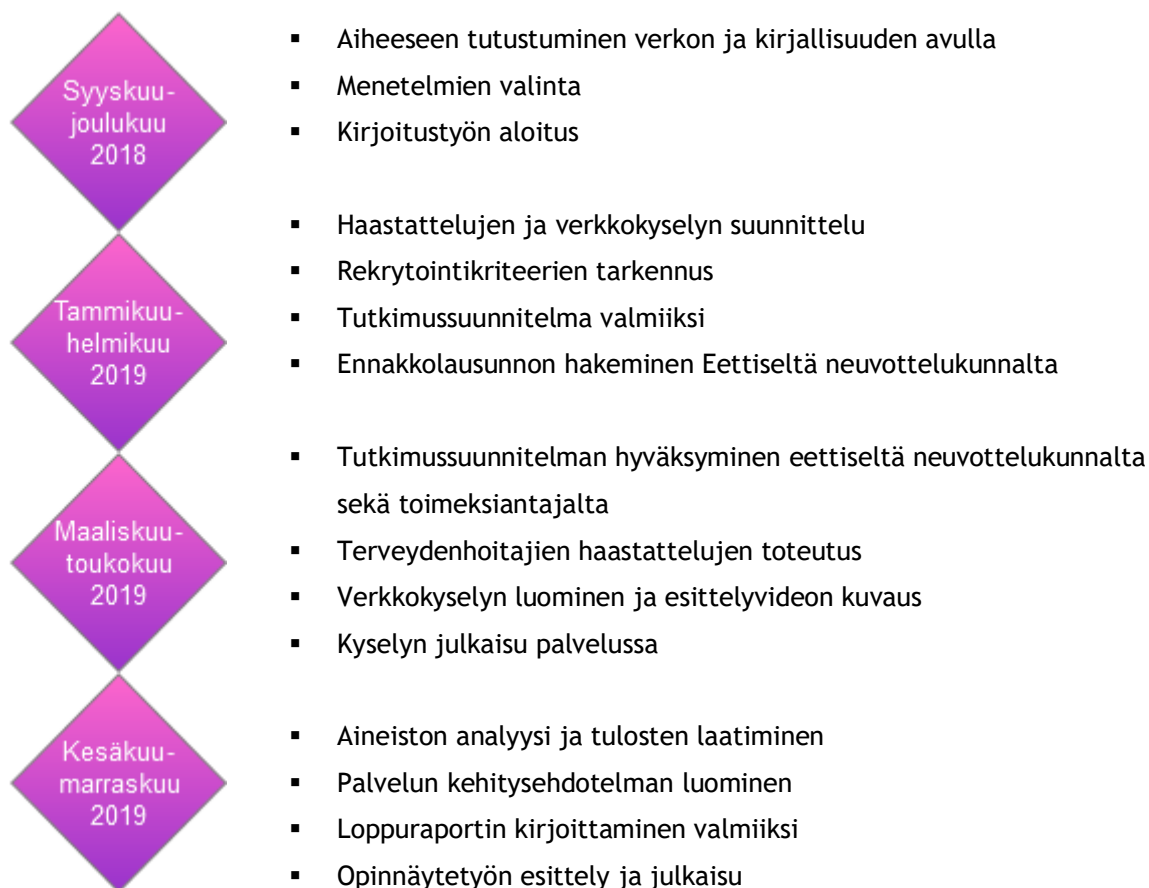 Syyskuu-
joulukuu
2018
▪ Aiheeseen tutustuminen verkon ja kirjallisuuden avulla
▪ Menetelmien valinta
▪ Kirjoitustyön aloitus
Tammikuu-
helmikuu
2019
▪ Haastattelujen ja verkkokyselyn suunnittelu
▪ Rekrytointikriteerien tarkennus
▪ Tutkimussuunnitelma valmiiksi
▪ Ennakkolausunnon hakeminen Eettiseltä neuvottelukunnalta
Maaliskuu-
toukokuu
2019
▪ Tutkimussuunnitelman hyväksyminen eettiseltä neuvottelukunnalta
sekä toimeksiantajalta
▪ Terveydenhoitajien haastattelujen toteutus
▪ Verkkokyselyn luominen ja esittelyvideon kuvaus
▪ Kyselyn julkaisu palvelussa
Kesäkuu-
marraskuu
2019
▪ Aineiston analyysi ja tulosten laatiminen
▪ Palvelun kehitysehdotelman luominen
▪ Loppuraportin kirjoittaminen valmiiksi
▪ Opinnäytetyön esittely ja julkaisu